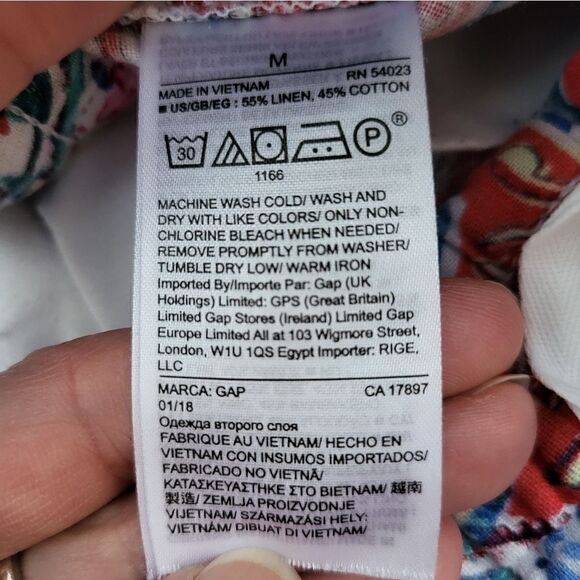 M
MADE IN VIETNAM RN 54023
■ US/GB/EG : 55% LINEN, 45% COTTON
30 P ®
1166
MACHINE WASH COLD/ WASH AND
DRY WITH LIKE COLORS/ ONLY NON-
CHLORINE BLEACH WHEN NEEDED/
REMOVE PROMPTLY FROM WASHER/
TUMBLE DRY LOW/ WARM IRON
Imported By/Importe Par: Gap (UK
Holdings) Limited: GPS (Great Britain)
Limited Gap Stores (Ireland) Limited Gap
Europe Limited All at 103 Wigmore Street,
London, W1U 1QS Egypt Importer: RIGE,
LLC
MARCA: GAP CA 17897
01/18
Одежда второго слоя
FABRIQUE AU VIETNAM/ HECHO EN
VIETNAM CON INSUMOS IMPORTADOS/
FABRICADO NO VIETNÃ/
ΚΑΤΑΣΚΕΥΑΣΤΗΚΕ ΣΤΟ ΒΙΕΤΝΑΜ/ 越南
製造/ ZEMLJA PROIZVODNJE
VIJETNAM/ SZÁRMAZÁSI HELY:
VIETNÁM/ DIBUAT DI VIETNAM/